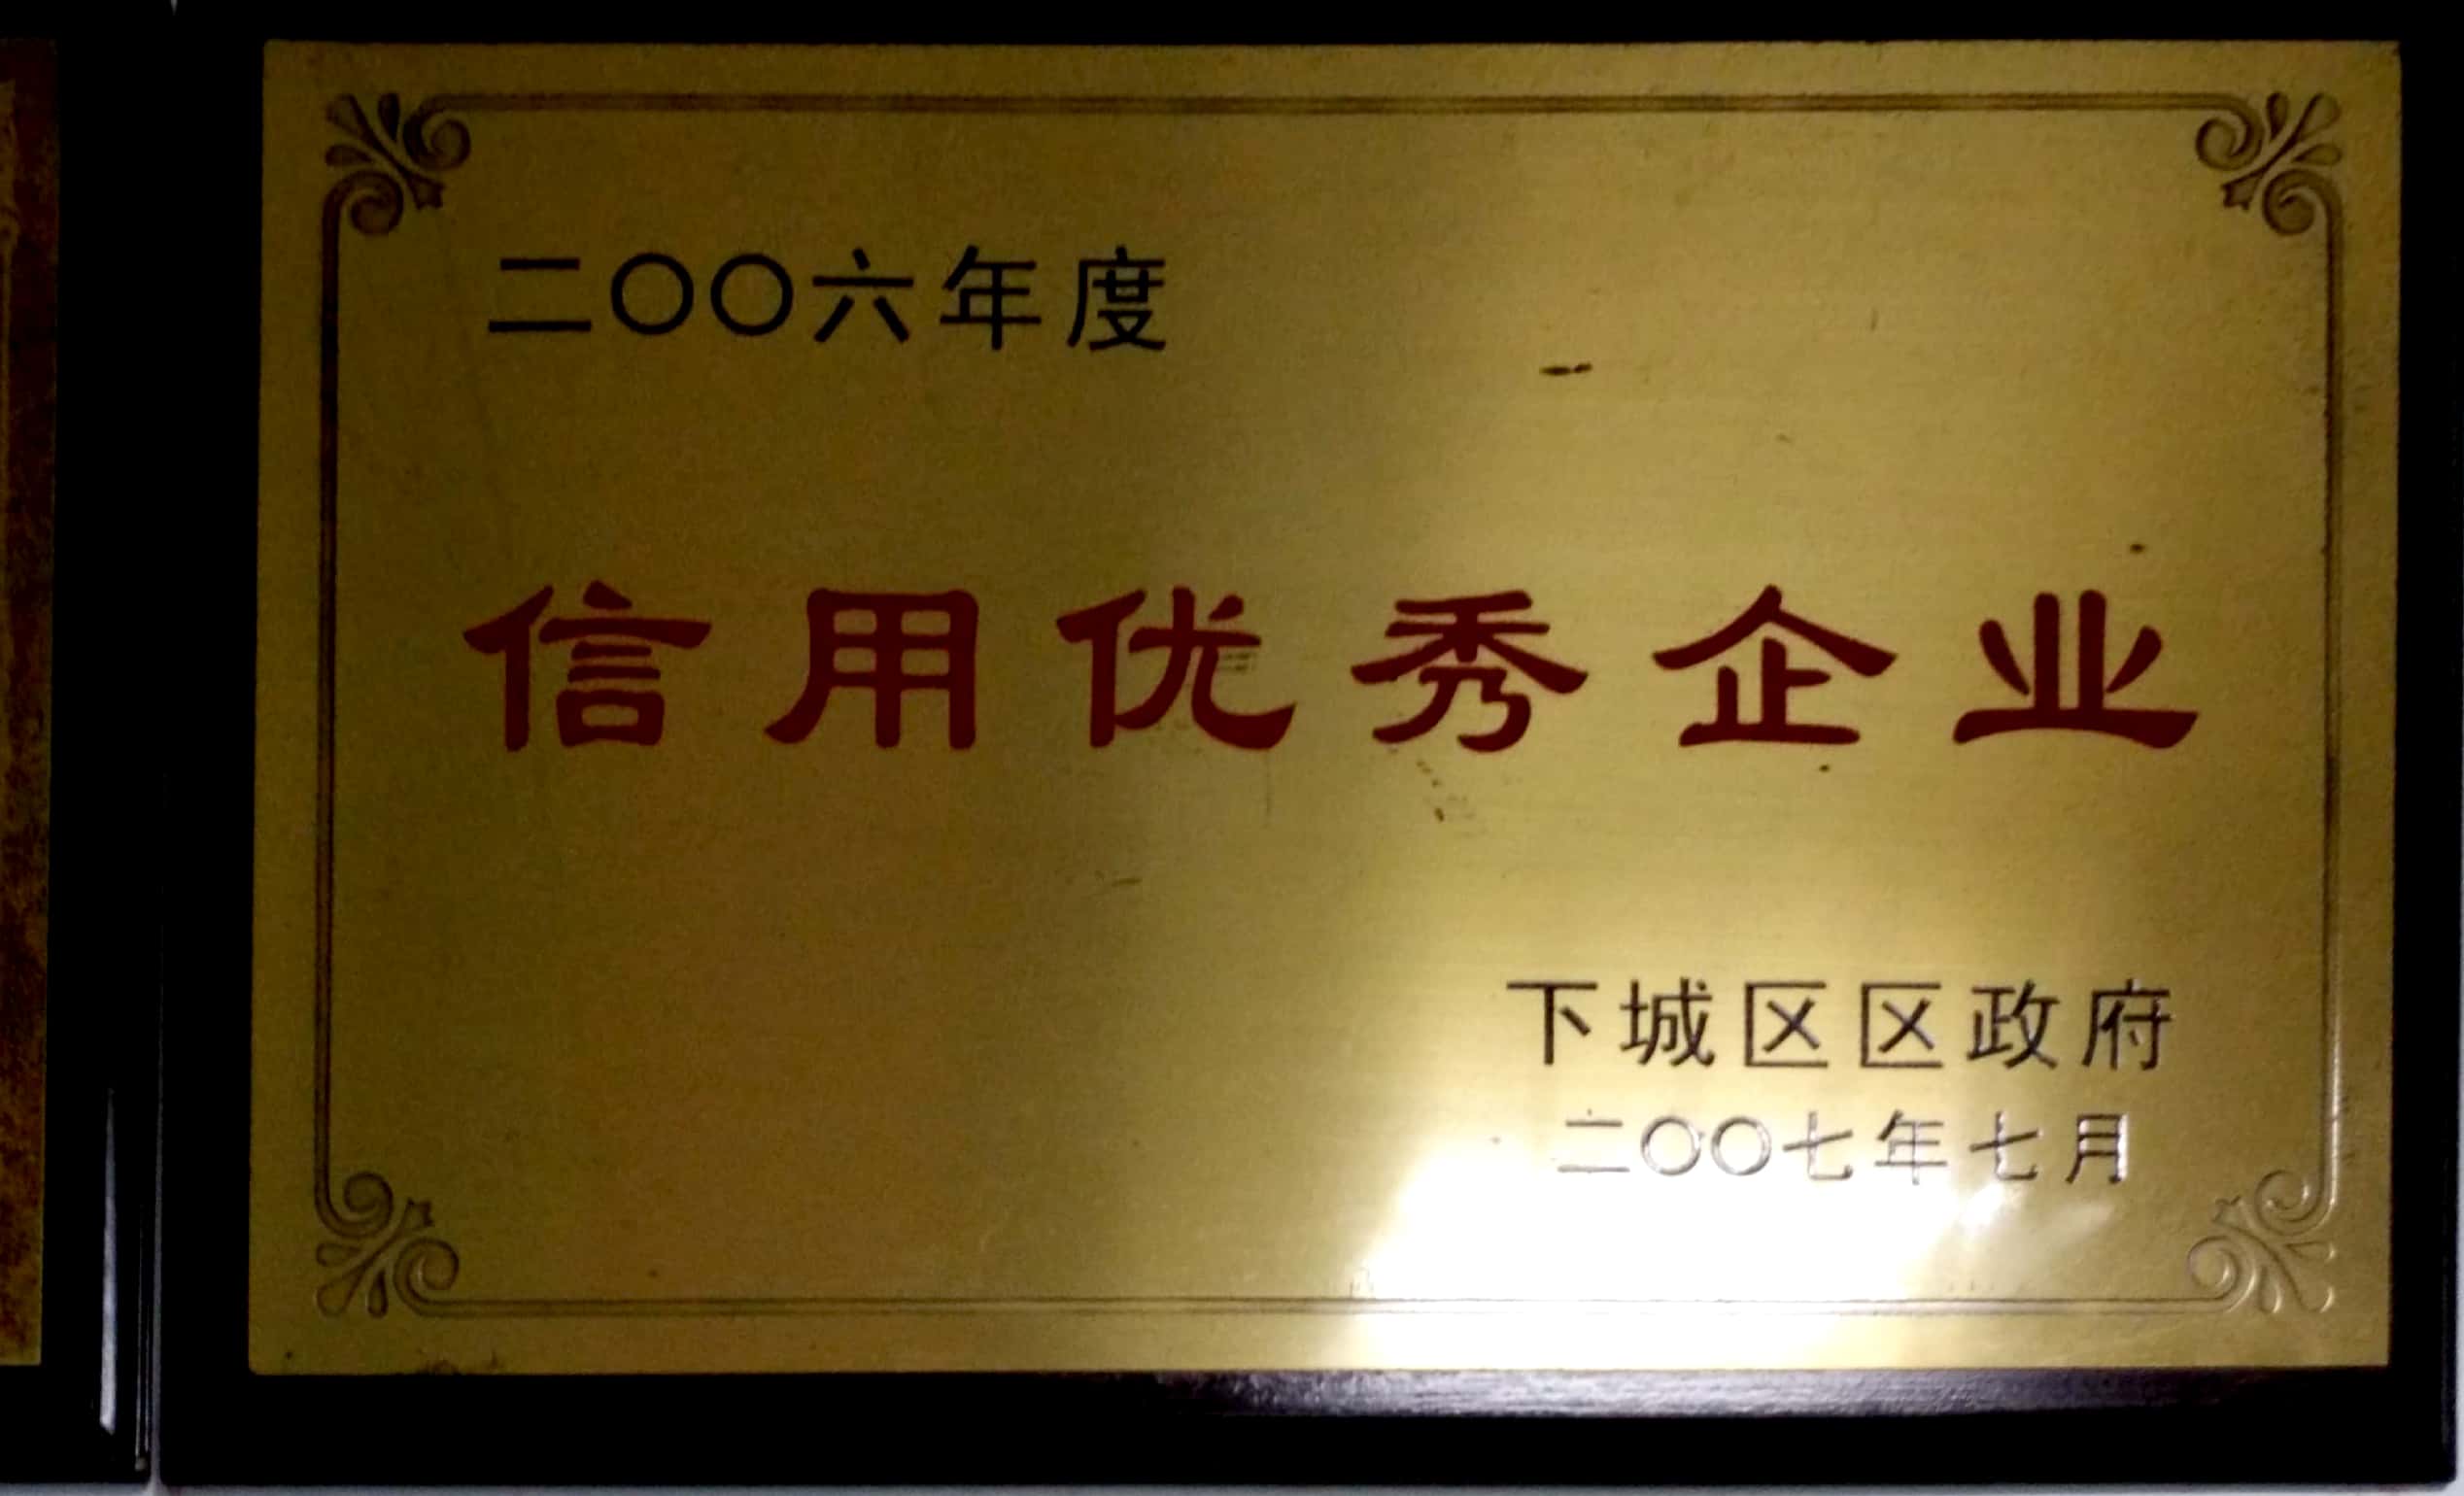 二〇〇六年度
信用优秀企业
下城区区政府
二〇〇七年七月